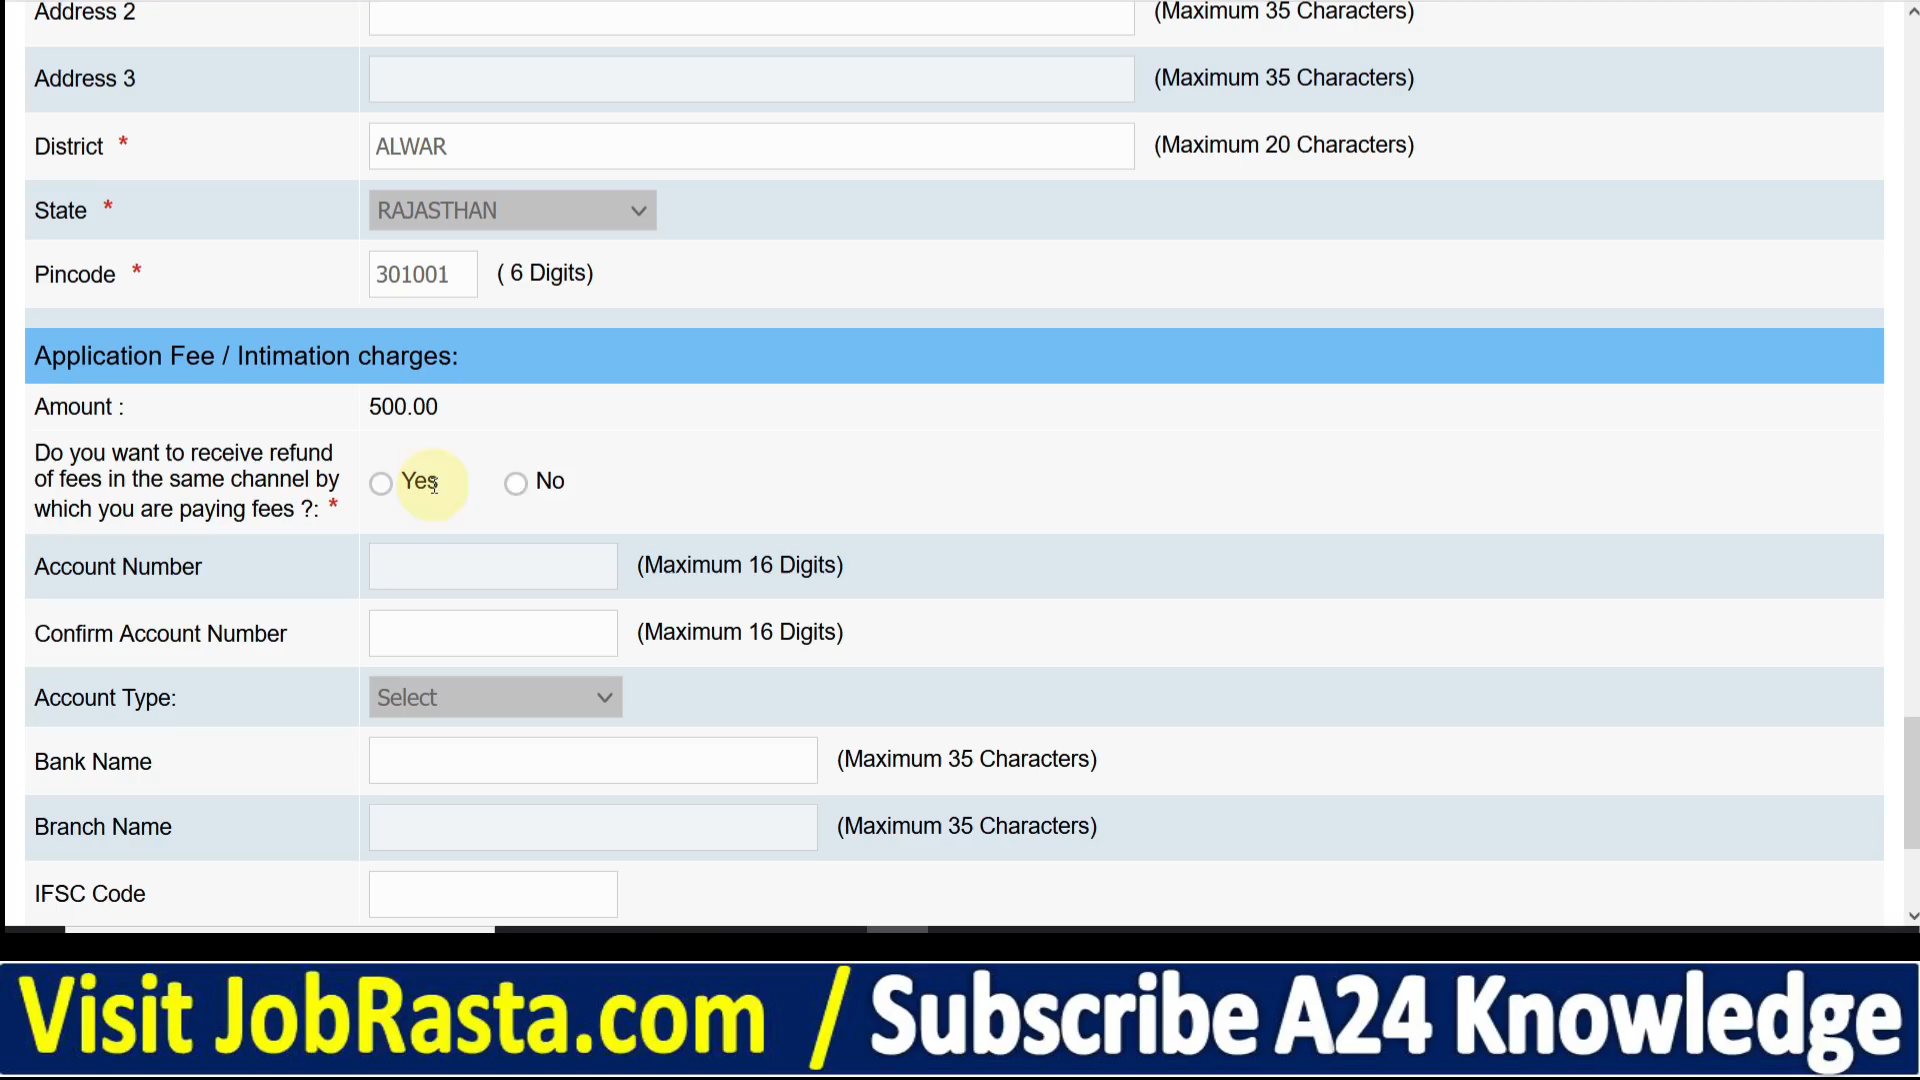 Address 2 (Maximum 35 Characters)
Address 3 (Maximum 35 Characters)
District * ALWAR (Maximum 20 Characters)
State * RAJASTHAN
Pincode * 301001 ( 6 Digits)
Application Fee / Intimation charges:
Amount : 500.00
Do you want to receive refund
of fees in the same channel by
which you are paying fees ?: *
Yes No
Account Number (Maximum 16 Digits)
Confirm Account Number (Maximum 16 Digits)
Account Type: Select
Bank Name (Maximum 35 Characters)
Branch Name (Maximum 35 Characters)
IFSC Code
Visit JobRasta.com / Subscribe A24 Knowledge